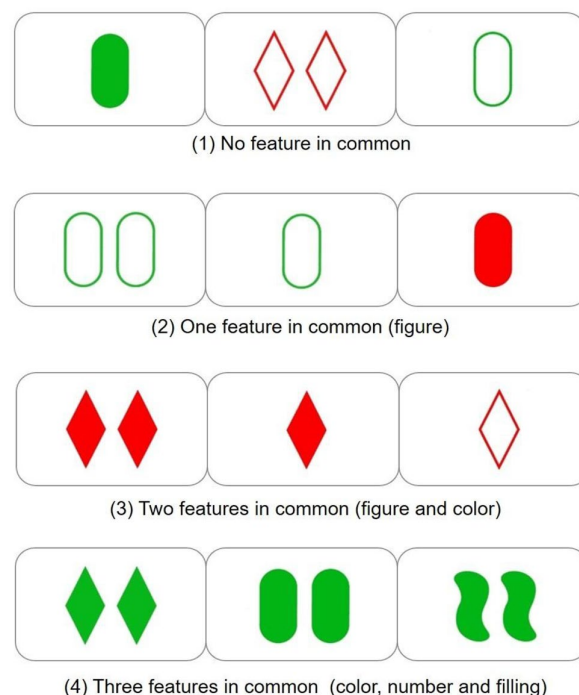 (1) No feature in common
(2) One feature in common (figure)
(3) Two features in common (figure and color)
(4) Three features in common (color, number and filling)